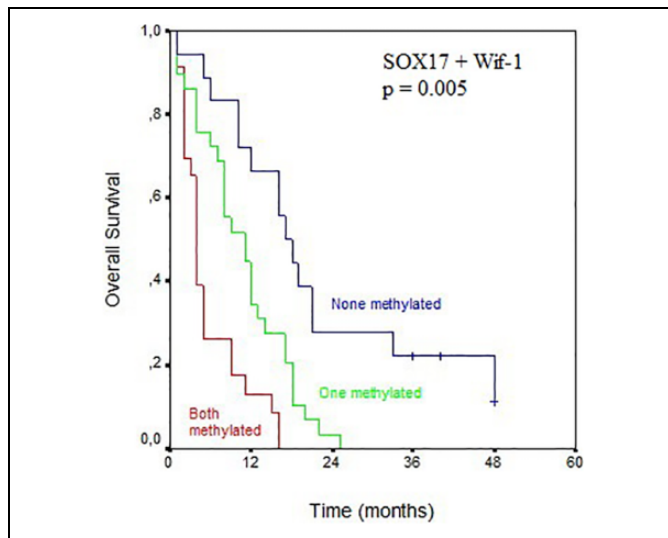 SOX17 + Wif-1
p = 0.005
1,0
,8
,6
,4
,2
0,0
Overall Survival
None methylated
One methylated
Both
methylated
0
12
24
36
48
60
Time (months)